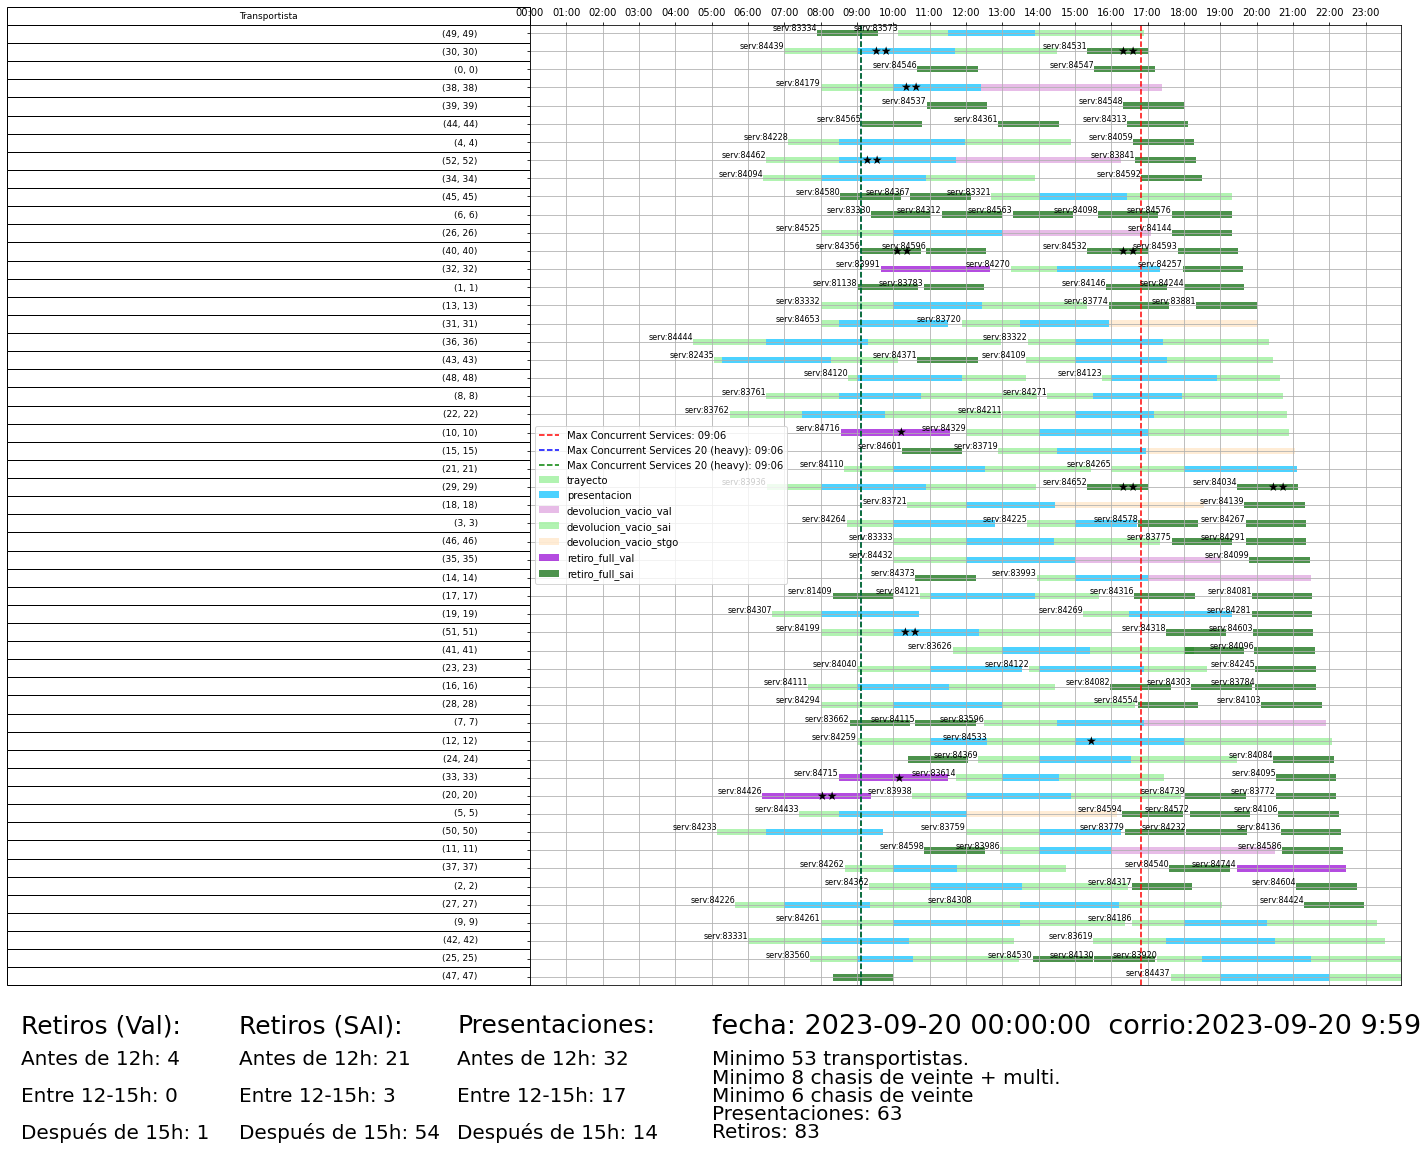 Transportista
00:00 01:00 02:00 03:00 04:00 05:00 06:00 07:00 08:00 09:00 10:00 11:00 12:00 13:00 14:00 15:00 16:00 17:00 18:00 19:00 20:00 21:00 22:00 23:00
(49, 49) serv:83334 serv:83573
(30, 30) serv:84439 serv:84531
(0, 0) serv:84546 serv:84547
(38, 38) serv:84179
(39, 39) serv:84537 serv:84548
(44, 44) serv:84565 serv:84361 serv:84313
(4, 4) serv:84228 serv:84059
(52, 52) serv:84462 serv:83841
(34, 34) serv:84094 serv:84592
(45, 45) serv:84580 serv:84367 serv:83321
(6, 6) serv:83330 serv:84312 serv:84563 serv:84098 serv:84576
(26, 26) serv:84525 serv:84144
(40, 40) serv:84356 serv:84596 serv:84532 serv:84593
(32, 32) serv:83991 serv:84270 serv:84257
(1, 1) serv:81138 serv:83783 serv:84146 serv:84244
(13, 13) serv:83332 serv:83774 serv:83881
(31, 31) serv:84653 serv:83720
(36, 36) serv:84444 serv:83322
(43, 43) serv:82435 serv:84371 serv:84109
(48, 48) serv:84120 serv:84123
(8, 8) serv:83761 serv:84271
(22, 22) serv:83762 serv:84211
(10, 10) serv:84716 serv:84329
(15, 15) serv:84601 serv:83719
(21, 21) serv:84110 serv:84265
(29, 29) serv:83936 serv:84652 serv:84034
(18, 18) serv:83721 serv:84139
(3, 3) serv:84264 serv:84225 serv:84578 serv:84267
(46, 46) serv:83333 serv:83775 serv:84291
(35, 35) serv:84432 serv:84099
(14, 14) serv:84373 serv:83993
(17, 17) serv:81409 serv:84121 serv:84316 serv:84081
(19, 19) serv:84307 serv:84269 serv:84281
(51, 51) serv:84199 serv:84318 serv:84603
(41, 41) serv:83626 serv:84096
(23, 23) serv:84040 serv:84122 serv:84245
(16, 16) serv:84111 serv:84082 serv:84303 serv:83784
(28, 28) serv:84294 serv:84554 serv:84103
(7, 7) serv:83662 serv:84115 serv:83596
(12, 12) serv:84259 serv:84533
(24, 24) serv:84369 serv:84084
(33, 33) serv:84715 serv:83614 serv:84095
(20, 20) serv:84426 serv:83938 serv:84739 serv:83772
(5, 5) serv:84433 serv:84594 serv:84572 serv:84106
(50, 50) serv:84233 serv:83759 serv:83779 serv:84232 serv:84136
(11, 11) serv:84598 serv:83986 serv:84586
(37, 37) serv:84262 serv:84540 serv:84744
(2, 2) serv:84362 serv:84317 serv:84604
(27, 27) serv:84226 serv:84308 serv:84424
(9, 9) serv:84261 serv:84186
(42, 42) serv:83331 serv:83619
(25, 25) serv:83560 serv:84530 serv:84130 serv:83920
(47, 47) serv:84437
Max Concurrent Services: 09:06
Max Concurrent Services 20 (heavy): 09:06
Max Concurrent Services 20 (heavy): 09:06
trayecto
presentacion
devolucion_vacio_val
devolucion_vacio_sai
devolucion_vacio_stgo
retiro_full_val
retiro_full_sai
Retiros (Val):
Antes de 12h: 4
Entre 12-15h: 0
Después de 15h: 1
Retiros (SAI):
Antes de 12h: 21
Entre 12-15h: 3
Después de 15h: 54
Presentaciones:
Antes de 12h: 32
Entre 12-15h: 17
Después de 15h: 14
fecha: 2023-09-20 00:00:00 corrio:2023-09-20 9:59
Minimo 53 transportistas.
Minimo 8 chasis de veinte + multi.
Minimo 6 chasis de veinte
Presentaciones: 63
Retiros: 83